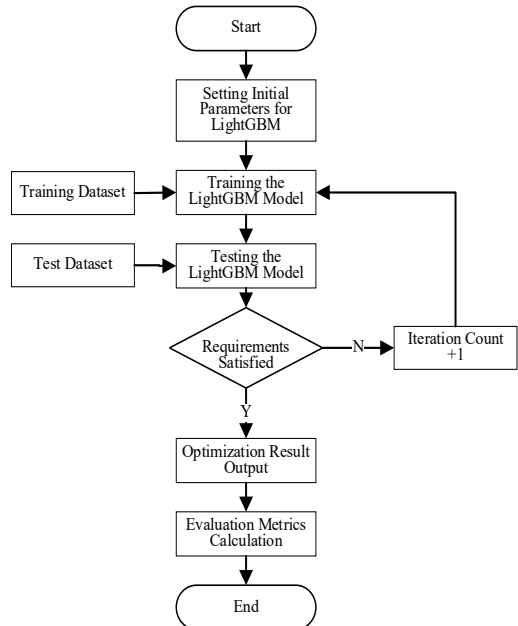 Start
Setting Initial
Parameters for
LightGBM
Training Dataset
Training the
LightGBM Model
Test Dataset
Testing the
LightGBM Model
Requirements
Satisfied
N
Iteration Count
+1
Y
Optimization Result
Output
Evaluation Metrics
Calculation
End